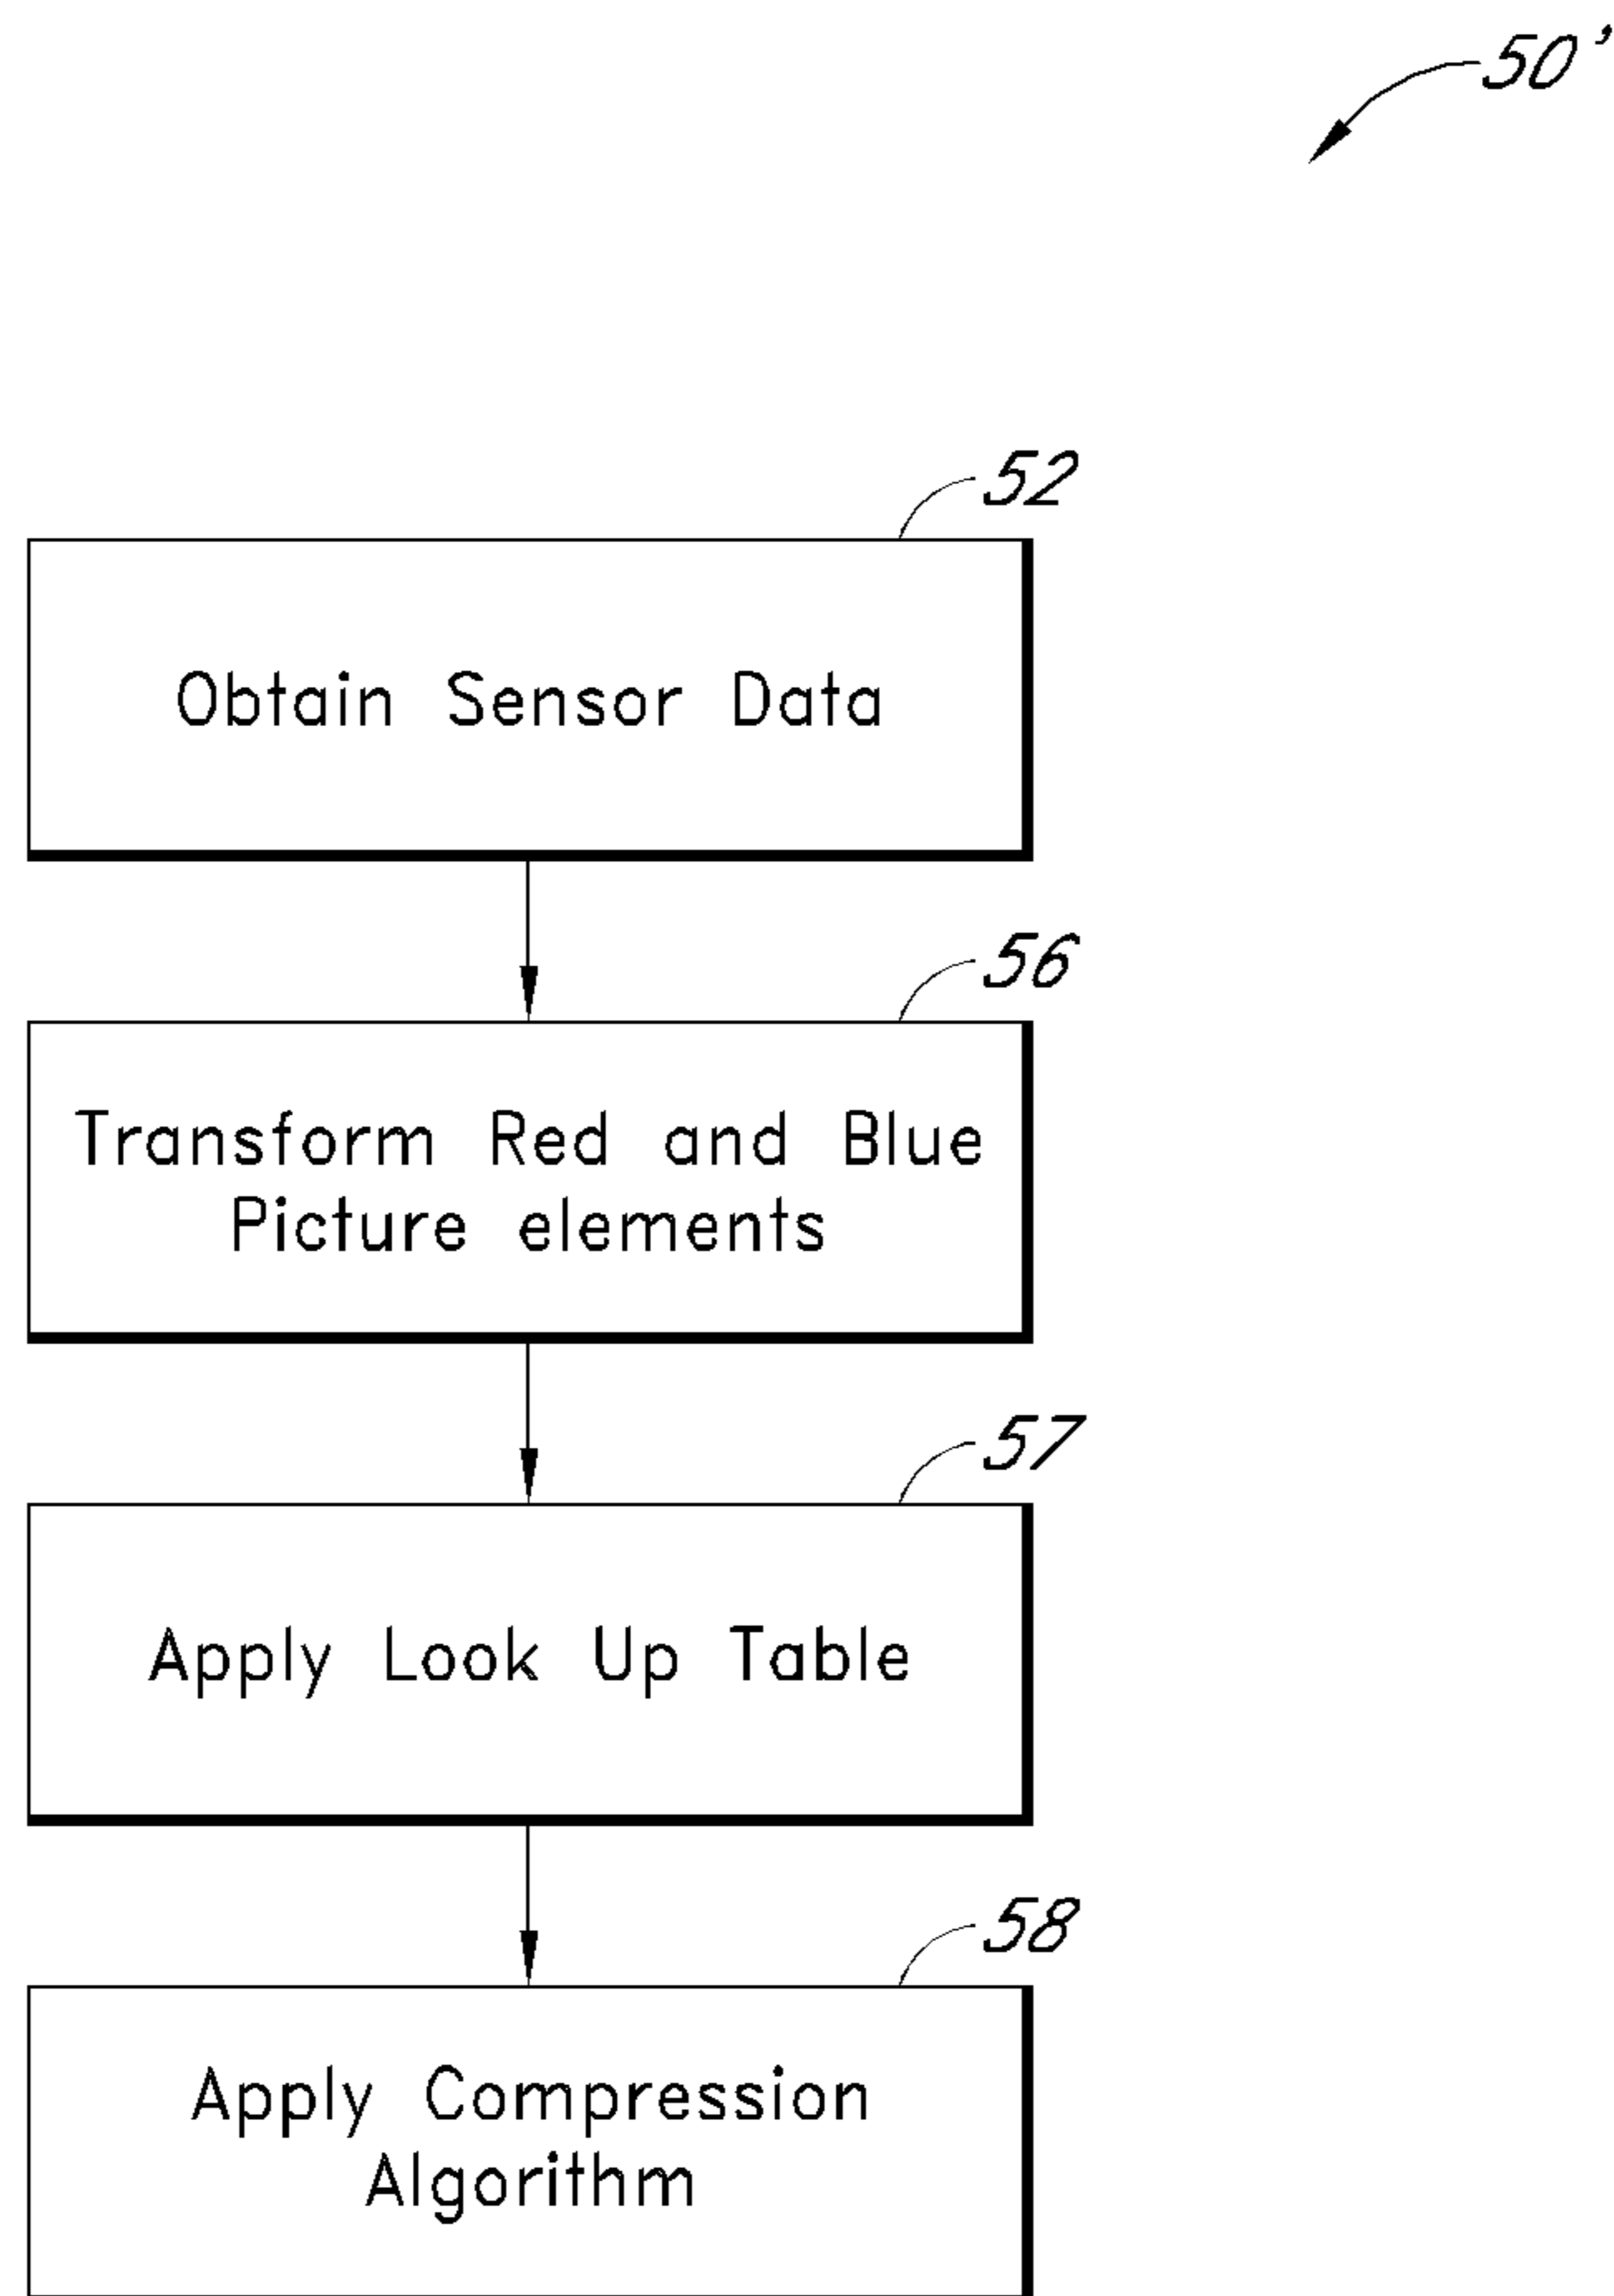 50'
52
Obtain Sensor Data
56
Transform Red and Blue
Picture elements
57
Apply Look Up Table
58
Apply Compression
Algorithm